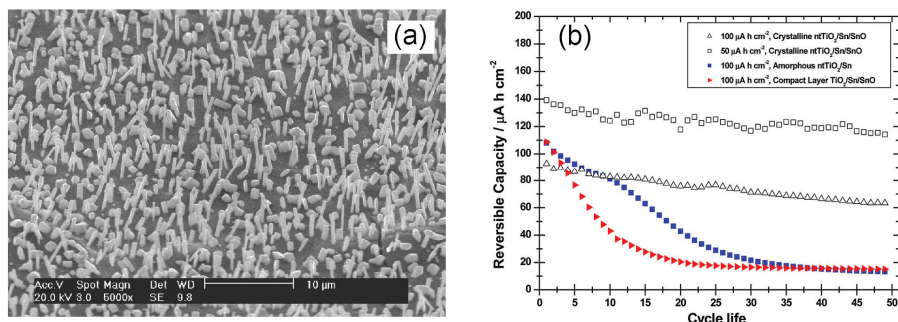 (a)
Acc.V Spot Magn Det WD 10 µm
20.0 kV 3.0 5000x SE 9.8
(b)
200
180
160
140
120
100
80
60
40
20
0
Reversible Capacity / µA h cm-2
100 µA h cm-2, Crystalline ntTiO2/Sn/SnO
50 µA h cm-2, Crystalline ntTiO2/Sn/SnO
100 µA h cm-2, Amorphous ntTiO2/Sn
100 µA h cm-2, Compact Layer TiO2/Sn/SnO
0 5 10 15 20 25 30 35 40 45 50
Cycle life